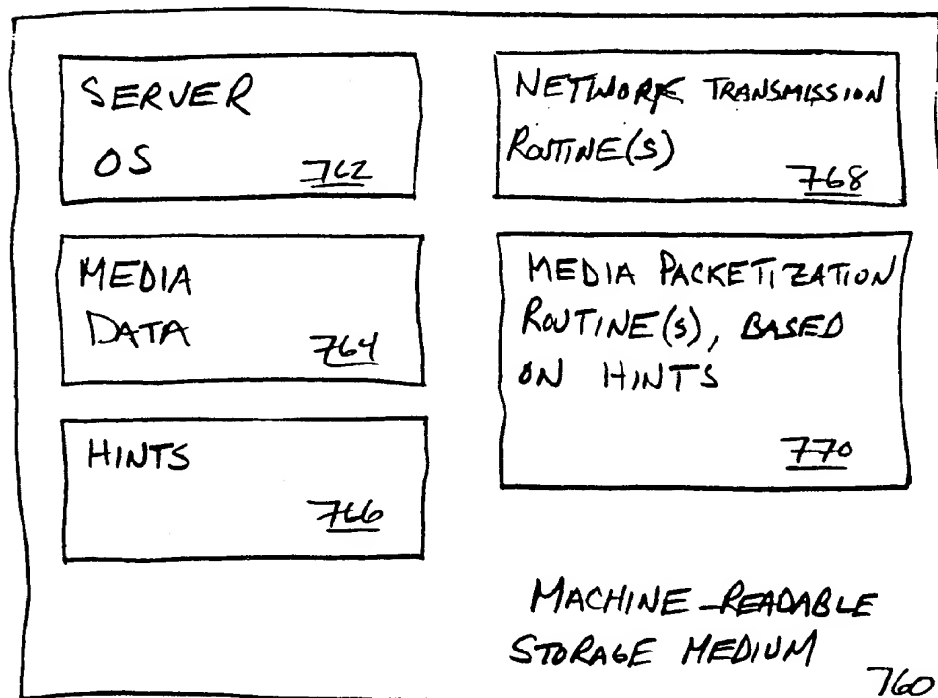 SERVER
OS 762
MEDIA
DATA 764
HINTS
766
NETWORK TRANSMISSION
ROUTINE(S)
768
MEDIA PACKETIZATION
ROUTINE(S), BASED
ON HINTS
770
MACHINE-READABLE
STORAGE MEDIUM
760